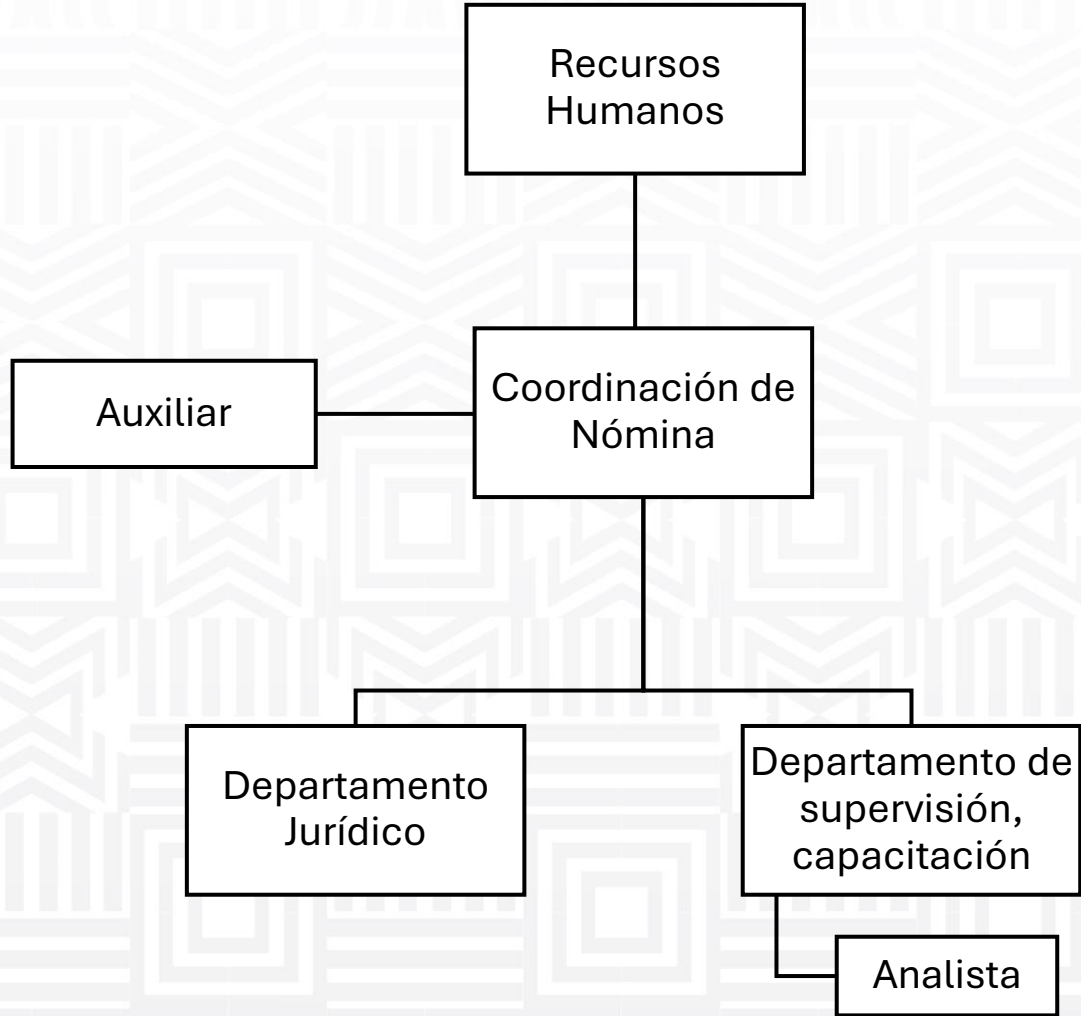 Recursos
Humanos
Auxiliar
Coordinación de
Nómina
Departamento
Jurídico
Departamento de
supervisión,
capacitación
Analista